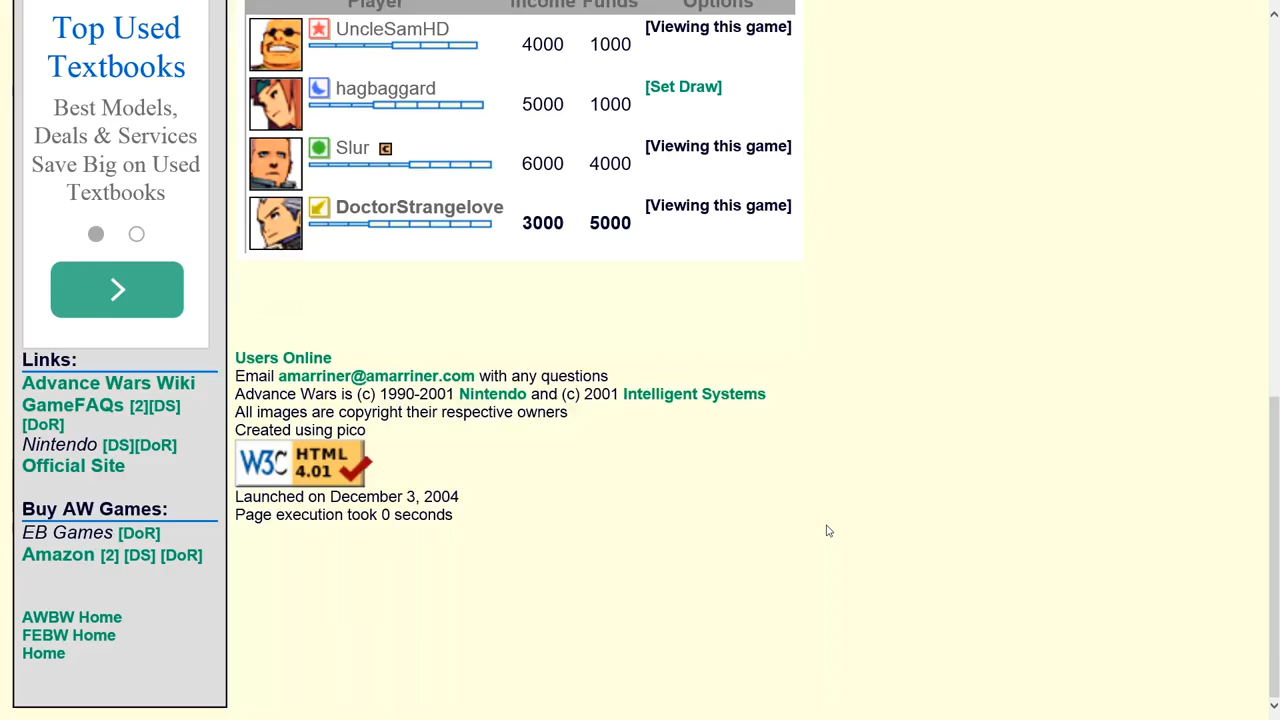 Player Income Funds Options
UncleSamHD 4000 1000 [Viewing this game]
hagbaggard 5000 1000 [Set Draw]
Slur C 6000 4000 [Viewing this game]
DoctorStrangelove 3000 5000 [Viewing this game]
Top Used
Textbooks
Best Models,
Deals & Services
Save Big on Used
Textbooks
Links:
Advance Wars Wiki
GameFAQs [2][DS]
[DoR]
Nintendo [DS][DoR]
Official Site
Buy AW Games:
EB Games [DoR]
Amazon [2] [DS] [DoR]
AWBW Home
FEBW Home
Home
Users Online
Email amarriner@amarriner.com with any questions
Advance Wars is (c) 1990-2001 Nintendo and (c) 2001 Intelligent Systems
All images are copyright their respective owners
Created using pico
W3C HTML
4.01
Launched on December 3, 2004
Page execution took 0 seconds